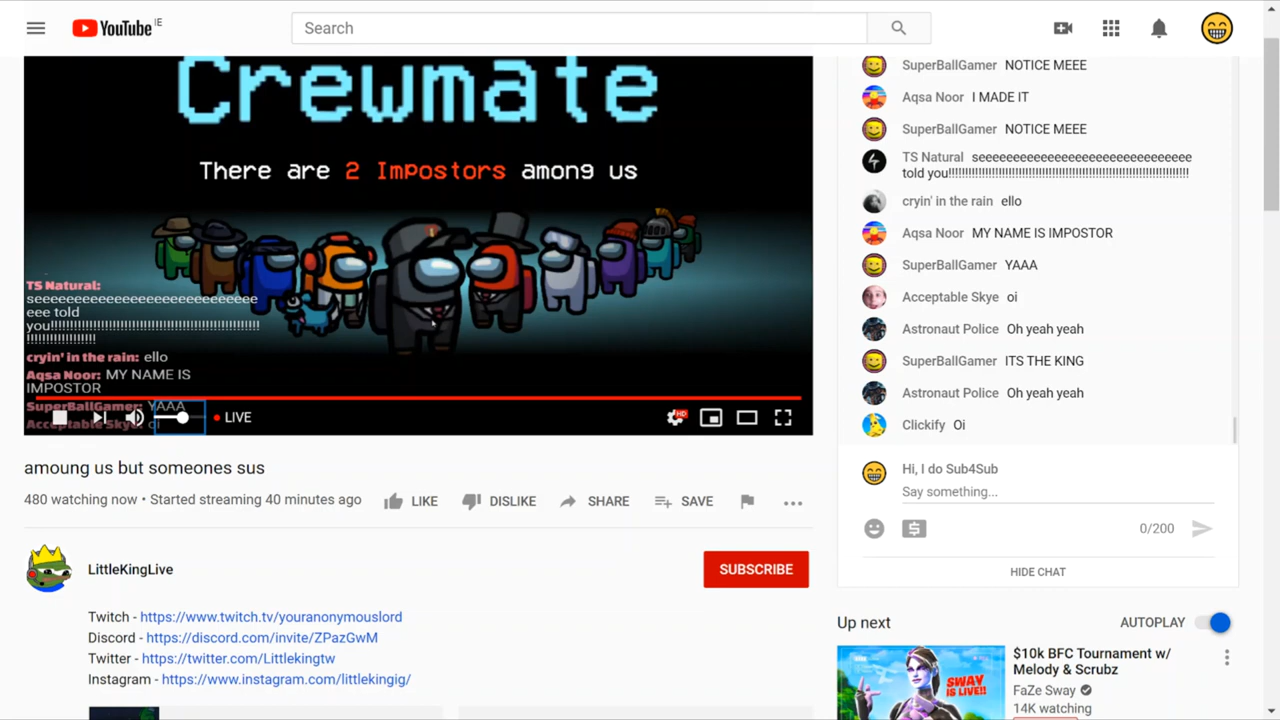 YouTube IE
Search
Crewmate
There are 2 Impostors among us
TS Natural:
seeeeeeeeeeeeeeeeeeeeeeeeeee
eee told
you!!!!!!!!!!!!!!!!!!!!!!!!!!!!!!!!!!!!!!!!!!!!!!!!!!!!
!!!!!!!!!!!!!!!!!!
cryin' in the rain: ello
Aqsa Noor: MY NAME IS
IMPOSTOR
SuperBallGamer: YAAA
Acceptable Skye: oi
LIVE
HD
amoung us but someones sus
480 watching now • Started streaming 40 minutes ago
LIKE
DISLIKE
SHARE
SAVE
LittleKingLive
SUBSCRIBE
Twitch - https://www.twitch.tv/youranonymouslord
Discord - https://discord.com/invite/ZPazGwM
Twitter - https://twitter.com/Littlekingtw
Instagram - https://www.instagram.com/littlekingig/
SuperBallGamer NOTICE MEEE
Aqsa Noor I MADE IT
SuperBallGamer NOTICE MEEE
TS Natural seeeeeeeeeeeeeeeeeeeeeeeeeeeeee
told you!!!!!!!!!!!!!!!!!!!!!!!!!!!!!!!!!!!!!!!!!!!!!!!!!!!!!!!!!!!!!!!!!!!!!!
cryin' in the rain ello
Aqsa Noor MY NAME IS IMPOSTOR
SuperBallGamer YAAA
Acceptable Skye oi
Astronaut Police Oh yeah yeah
SuperBallGamer ITS THE KING
Astronaut Police Oh yeah yeah
Clickify Oi
Hi, I do Sub4Sub
Say something...
0/200
HIDE CHAT
Up next
AUTOPLAY
SWAY
IS LIVE!!
$10k BFC Tournament w/
Melody & Scrubz
FaZe Sway
14K watching